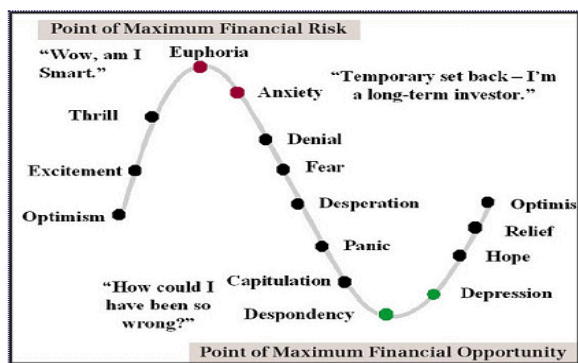 Point of Maximum Financial Risk
“Wow, am I
Smart.”
Euphoria
“Temporary set back – I’m
a long-term investor.”
Anxiety
Thrill
Denial
Excitement
Fear
Optimism
Desperation
Optimis
Relief
Panic
Hope
“How could I
have been so
wrong?”
Capitulation
Depression
Despondency
Point of Maximum Financial Opportunity